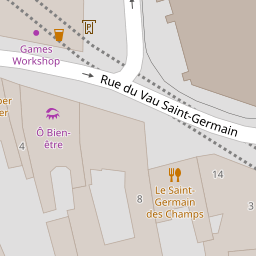 P
Games
Workshop
Rue du Vau Saint-Germain
Ô Bien-
être
4
Le Saint-
Germain
des Champs
14
8
3